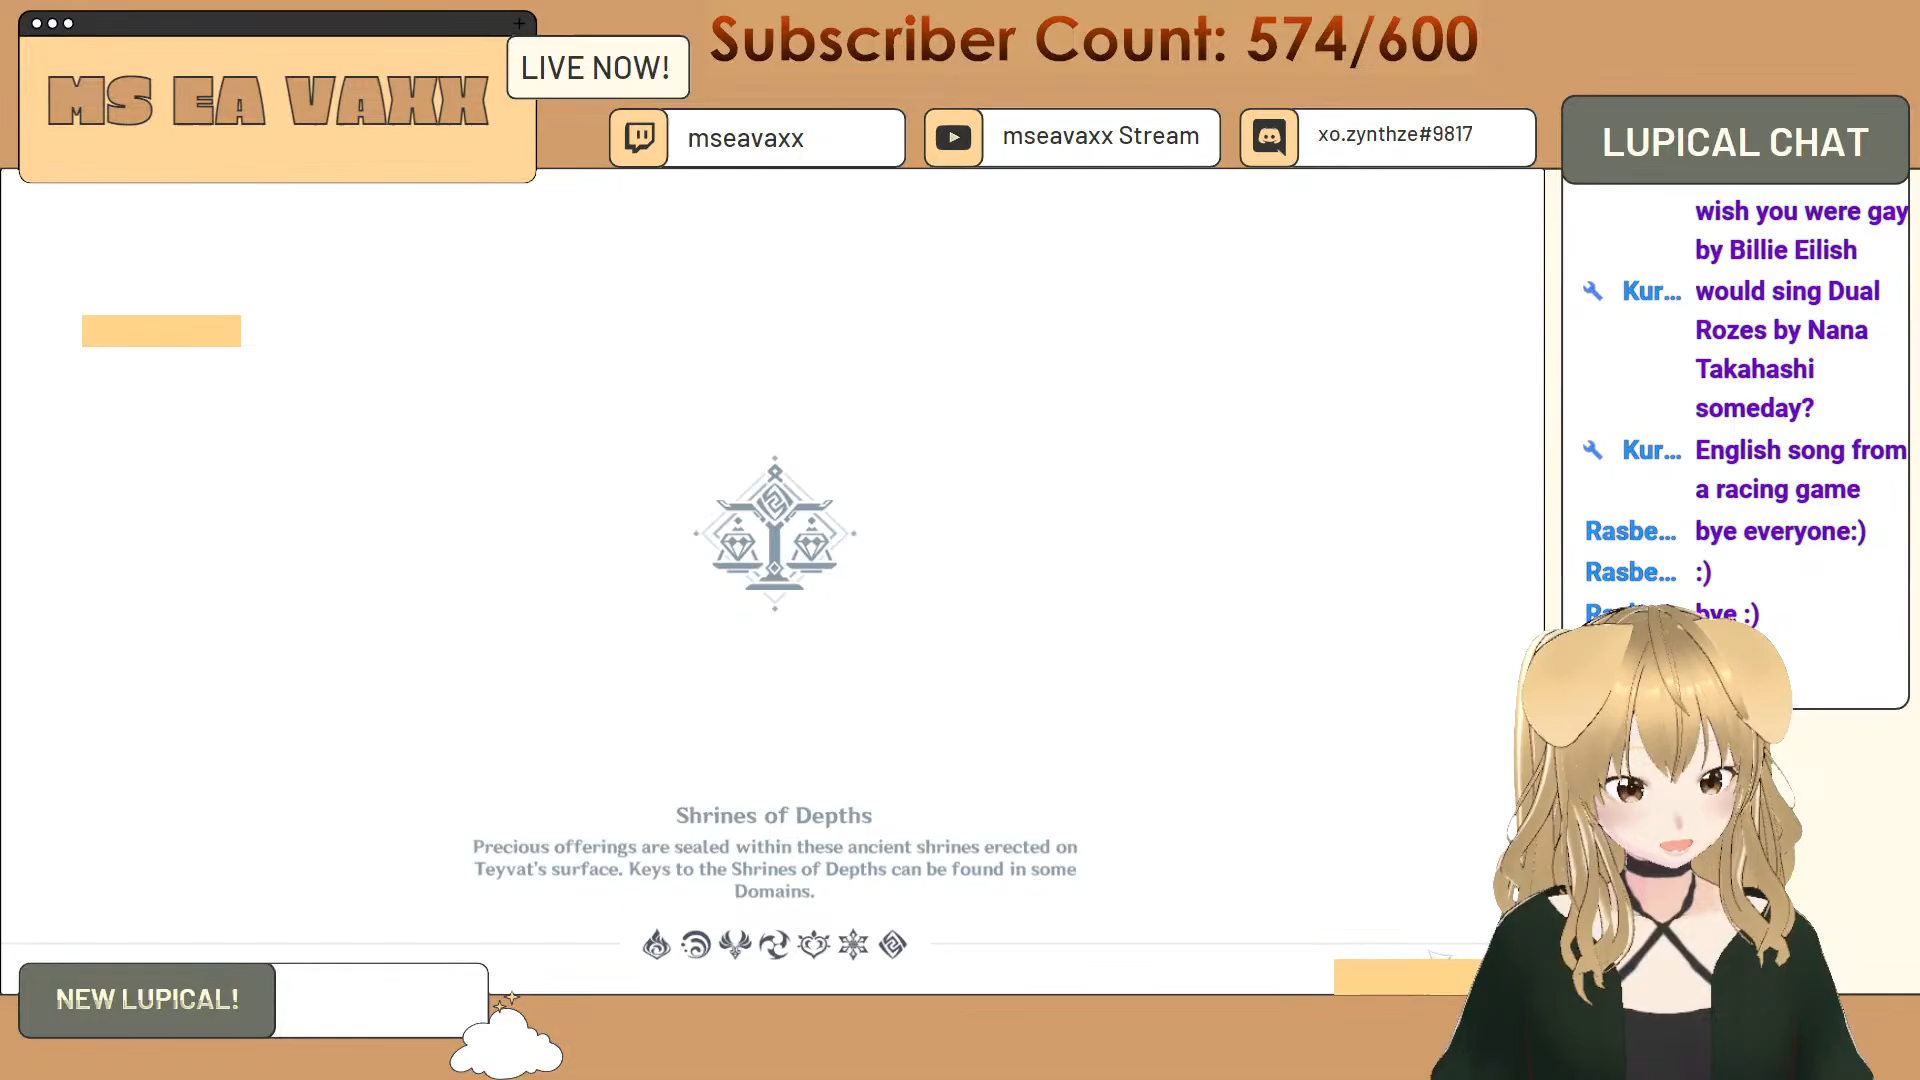 Subscriber Count: 574/600
MS EA VAXX
LIVE NOW!
mseavaxx
mseavaxx Stream
xo.zynthze#9817
LUPICAL CHAT
wish you were gay
by Billie Eilish
Kur... would sing Dual
Rozes by Nana
Takahashi
someday?
Kur... English song from
a racing game
Rasbe... bye everyone:)
Rasbe... :)
bye :)
Shrines of Depths
Precious offerings are sealed within these ancient shrines erected on
Teyvat's surface. Keys to the Shrines of Depths can be found in some
Domains.
NEW LUPICAL!